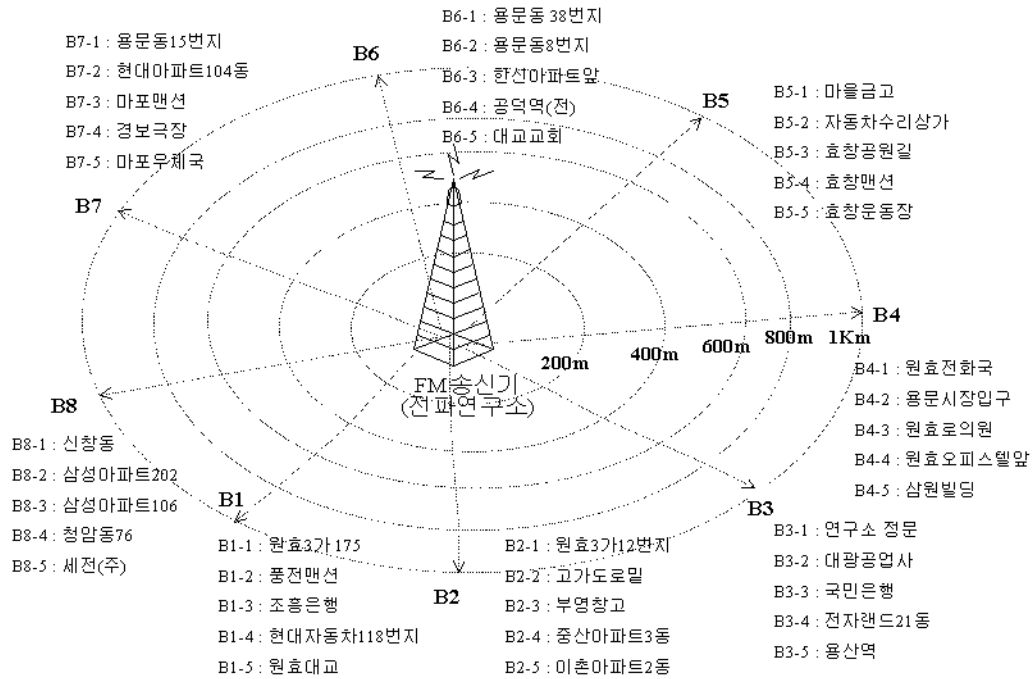 B7-1 : 용문동15번지
B7-2 : 현대아파트104동
B7-3 : 마포맨션
B7-4 : 경보극장
B7-5 : 마포우체국
B6
B6-1 : 용문동 38번지
B6-2 : 용문동8번지
B6-3 : 한선아파트앞
B6-4 : 공덕역(전)
B6-5 : 대교교회
B5
B5-1 : 마을금고
B5-2 : 자동차수리상가
B5-3 : 효창공원길
B5-4 : 효창맨션
B5-5 : 효창운동장
B7
B4
200m
400m
600m
800m
1Km
FM 송신기
(전파연구소)
B4-1 : 원효전화국
B4-2 : 용문시장입구
B4-3 : 원효로의원
B4-4 : 원효오피스텔앞
B4-5 : 삼원빌딩
B8
B8-1 : 신창동
B8-2 : 삼성아파트202
B8-3 : 삼성아파트106
B8-4 : 청암동76
B8-5 : 세전(주)
B1
B1-1 : 원효3가175
B1-2 : 풍전맨션
B1-3 : 조흥은행
B1-4 : 현대자동차118번지
B1-5 : 원효대교
B2
B2-1 : 원효3가12번지
B2-2 : 고가도로밑
B2-3 : 부영창고
B2-4 : 중산아파트3동
B2-5 : 이촌아파트2동
B3
B3-1 : 연구소 정문
B3-2 : 대광공업사
B3-3 : 국민은행
B3-4 : 전자랜드21동
B3-5 : 용산역